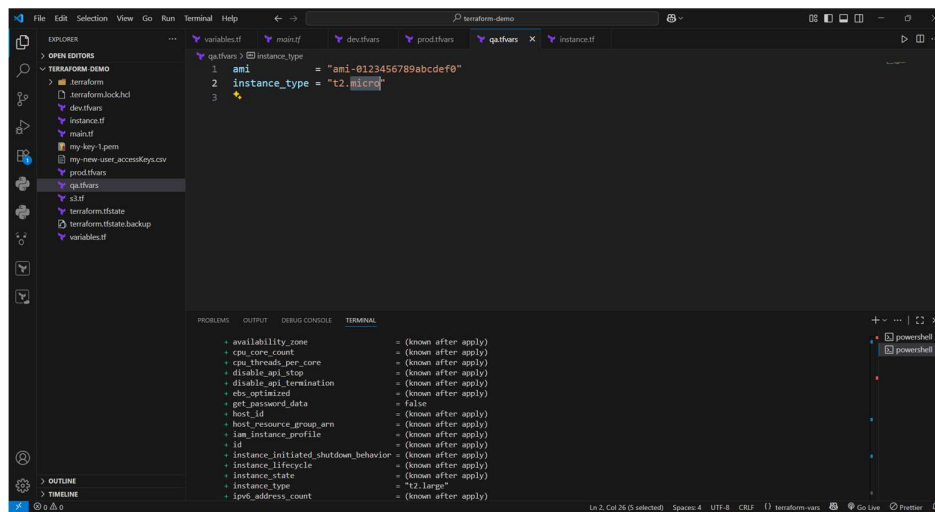 File Edit Selection View Go Run Terminal Help
terraform-demo
EXPLORER
OPEN EDITORS
TERRAFORM-DEMO
.terraform
.terraform.lock.hcl
dev.tfvars
instance.tf
main.tf
my-key-1.pem
my-new-user_accessKeys.csv
prod.tfvars
qa.tfvars
s3.tf
terraform.tfstate
terraform.tfstate.backup
variables.tf
OUTLINE
TIMELINE
variables.tf main.tf dev.tfvars prod.tfvars qa.tfvars instance.tf
qa.tfvars > instance_type
1 ami = "ami-0123456789abcdef0"
2 instance_type = "t2.micro"
3
PROBLEMS OUTPUT DEBUG CONSOLE TERMINAL
+ availability_zone = (known after apply)
+ cpu_core_count = (known after apply)
+ cpu_threads_per_core = (known after apply)
+ disable_api_stop = (known after apply)
+ disable_api_termination = (known after apply)
+ ebs_optimized = (known after apply)
+ get_password_data = false
+ host_id = (known after apply)
+ host_resource_group_arn = (known after apply)
+ iam_instance_profile = (known after apply)
+ id = (known after apply)
+ instance_initiated_shutdown_behavior = (known after apply)
+ instance_lifecycle = (known after apply)
+ instance_state = (known after apply)
+ instance_type = "t2.large"
+ ipv6_address_count = (known after apply)
powershell
powershell
0 0 0 Ln 2, Col 26 (5 selected) Spaces: 4 UTF-8 CRLF {} terraform-vars Go Live Prettier